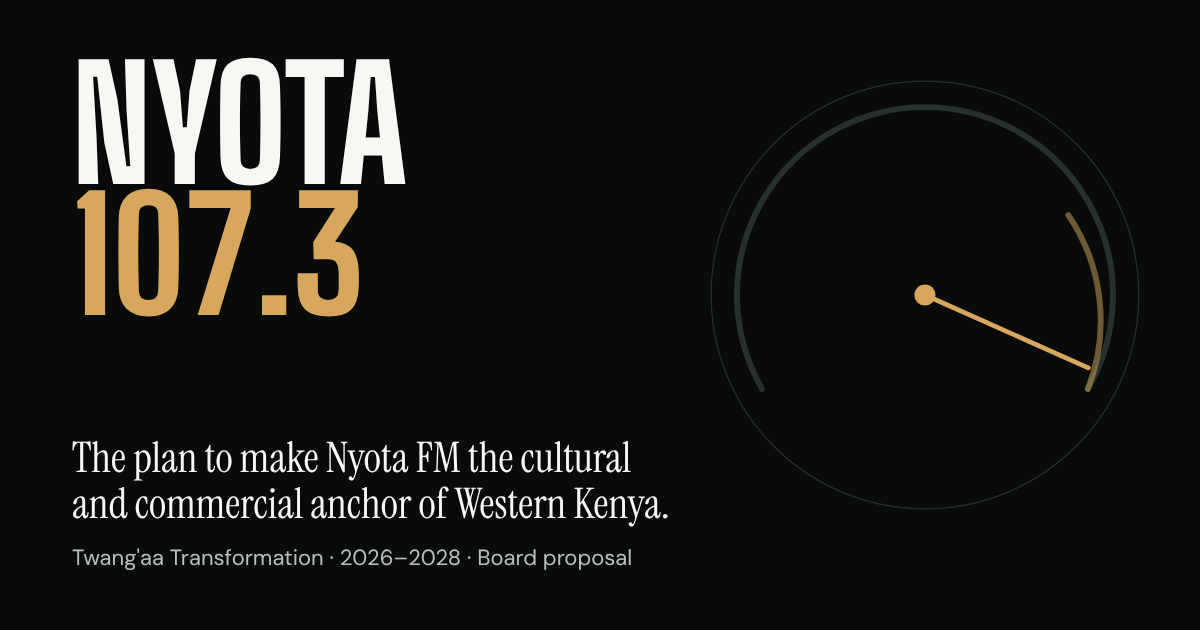 NYOTA
107.3
The plan to make Nyota FM the cultural
and commercial anchor of Western Kenya.
Twang'aa Transformation · 2026–2028 · Board proposal